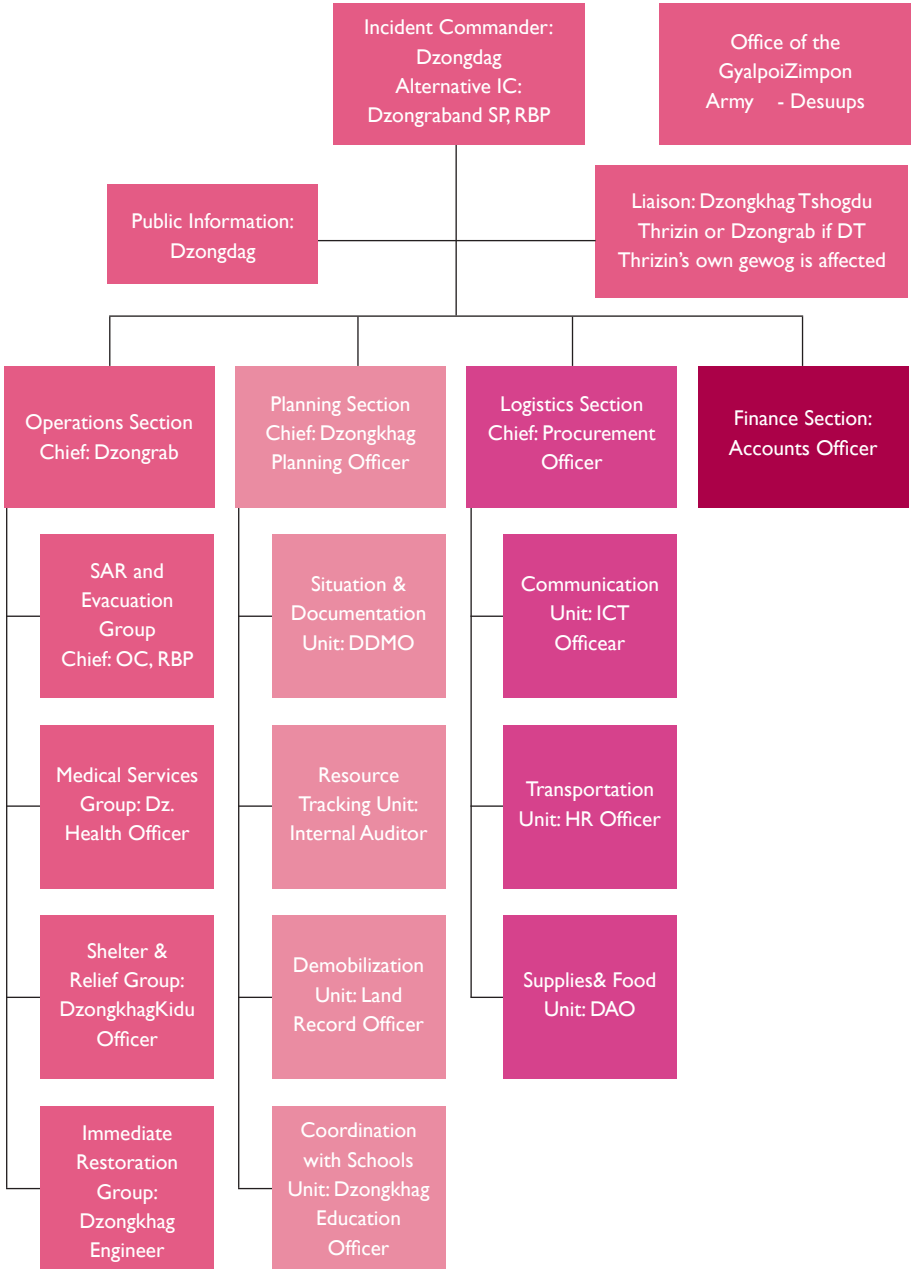 Incident Commander:
Dzongdag
Alternative IC:
Dzongraband SP, RBP
Office of the
GyalpoiZimpon
Army - Desuups
Public Information:
Dzongdag
Liaison: Dzongkhag Tshogdu
Thrizin or Dzongrab if DT
Thrizin's own gewog is affected
Operations Section
Chief: Dzongrab
Planning Section
Chief: Dzongkhag
Planning Officer
Logistics Section
Chief: Procurement
Officer
Finance Section:
Accounts Officer
SAR and
Evacuation
Group
Chief: OC, RBP
Situation &
Documentation
Unit: DDMO
Communication
Unit: ICT
Officear
Medical Services
Group: Dz.
Health Officer
Resource
Tracking Unit:
Internal Auditor
Transportation
Unit: HR Officer
Shelter &
Relief Group:
DzongkhagKidu
Officer
Demobilization
Unit: Land
Record Officer
Supplies& Food
Unit: DAO
Immediate
Restoration
Group:
Dzongkhag
Engineer
Coordination
with Schools
Unit: Dzongkhag
Education
Officer